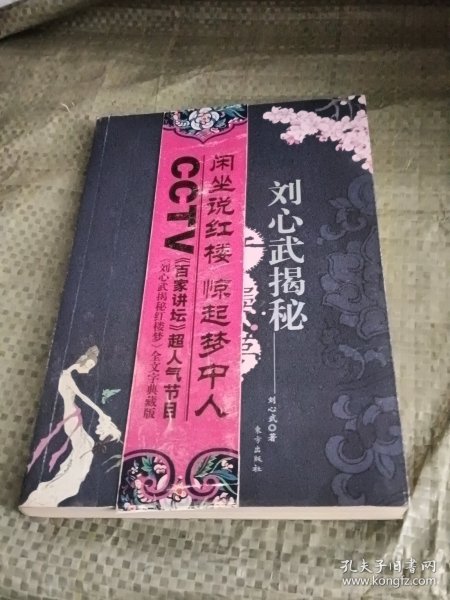 刘心武揭秘
刘心武◎著
东方出版社
闲坐说红楼 惊起梦中人
CCTV《百家讲坛》超人气节目
《刘心武揭秘红楼梦》全文字典藏版
孔夫子旧书网
www.kongfz.com